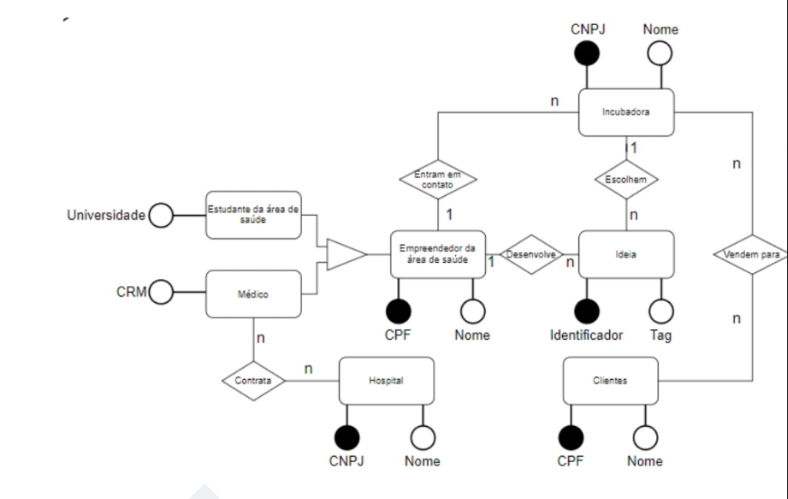 CNPJ Nome
n
Incubadora
1
n
Entram em
contato
Escolhem
Universidade
Estudante da área de
saúde
1
n
Empreendedor da
área de saúde
1
Desenvolve
n
Ideia
Vendem para
CRM
Médico
n
CPF Nome Identificador Tag
n
n
Contrata
Hospital
Clientes
CNPJ Nome CPF Nome